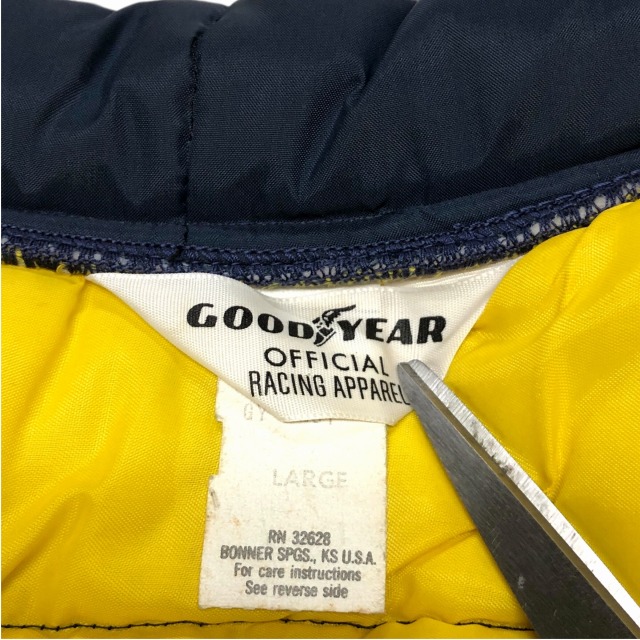 GOODYEAR
OFFICIAL
RACING APPAREL
LARGE
RN 32628
BONNER SPGS., KS U.S.A.
For care instructions
See reverse side